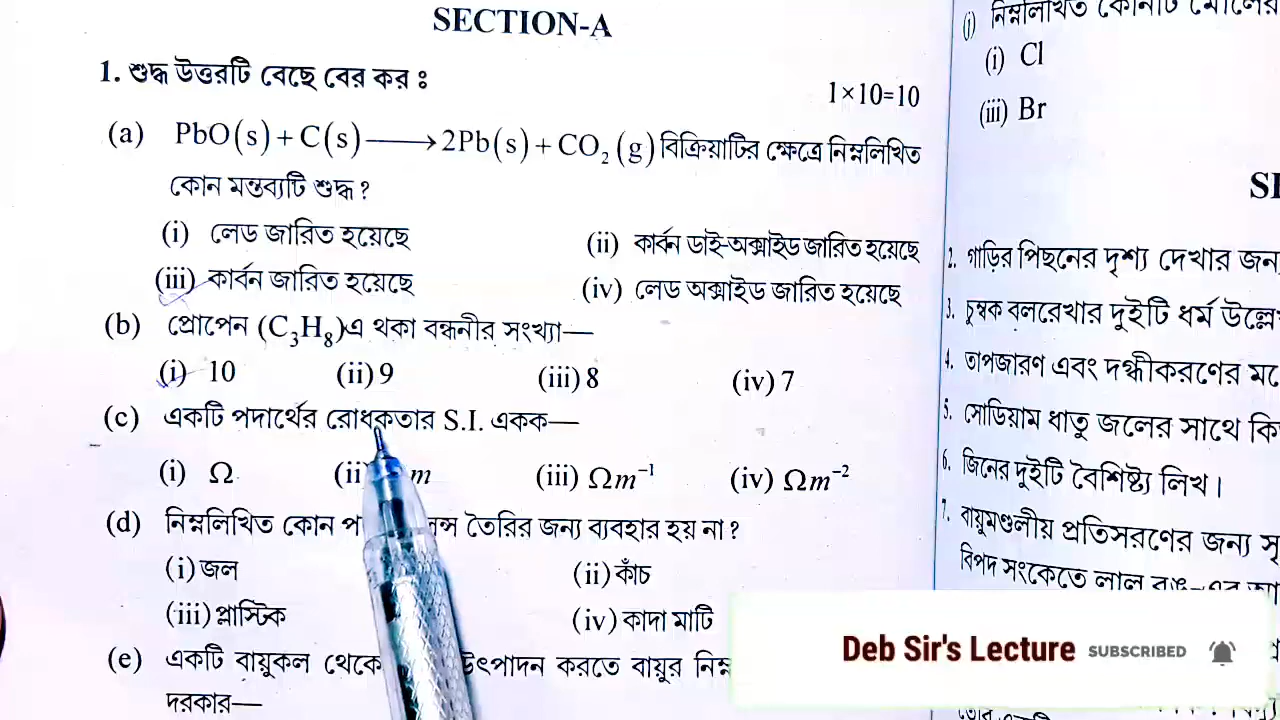 SECTION-A
1. শুদ্ধ উত্তরটি বেছে বের কর ঃ
1×10=10
(a) PbO(s) + C(s) ⟶ 2Pb(s) + CO₂(g) বিক্রিয়াটির ক্ষেত্রে নিম্নলিখিত
কোন মন্তব্যটি শুদ্ধ?
(i) লেড জারিত হয়েছে (ii) কার্বন ডাই-অক্সাইড জারিত হয়েছে
(iii) কার্বন জারিত হয়েছে (iv) লেড অক্সাইড জারিত হয়েছে
(b) প্রোপেন (C₃H₈)এ থকা বন্ধনীর সংখ্যা—
(i) 10 (ii) 9 (iii) 8 (iv) 7
(c) একটি পদার্থের রোধকতার S.I. একক—
(i) Ω (ii) m (iii) Ωm⁻¹ (iv) Ωm⁻²
(d) নিম্নলিখিত কোন তৈরির জন্য ব্যবহার হয় না?
(i) জল (ii) কাঁচ
(iii) প্লাস্টিক (iv) কাদা মাটি
(e) একটি বায়ুকল থেকে উৎপাদন করতে বায়ুর
দরকার—
(j) নিম্নলিখিত কোনটি
(i) Cl
(iii) Br
2. গাড়ির পিছনের দৃশ্য দেখার
3. চুম্বক বলরেখার দুইটি ধর্ম
4. তাপজারণ এবং দগ্ধীকরণের
5. সোডিয়াম ধাতু জলের সাথে
6. জিনের দুইটি বৈশিষ্ট্য লিখ।
7. বায়ুমণ্ডলীয় প্রতিসরণের জন্য
বিপদ সংকেতে লাল
Deb Sir's Lecture SUBSCRIBED